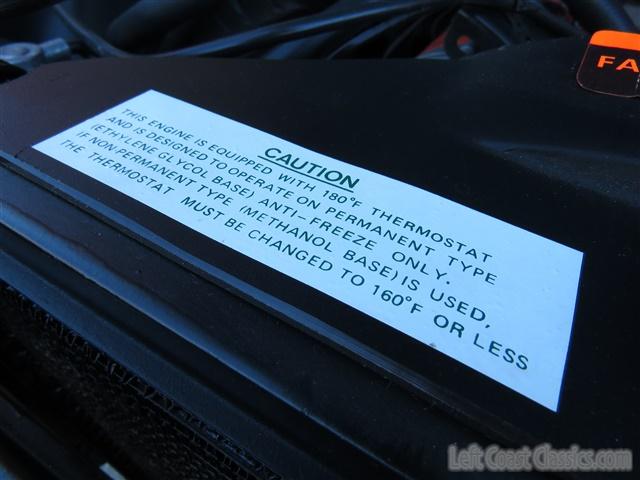 FA
CAUTION
THIS ENGINE IS EQUIPPED WITH 180°F THERMOSTAT
AND IS DESIGNED TO OPERATE ON PERMANENT TYPE
(ETHYLENE GLYCOL BASE) ANTI-FREEZE ONLY.
IF NON-PERMANENT TYPE (METHANOL BASE) IS USED,
THE THERMOSTAT MUST BE CHANGED TO 160°F OR LESS
Left Coast Classics.com